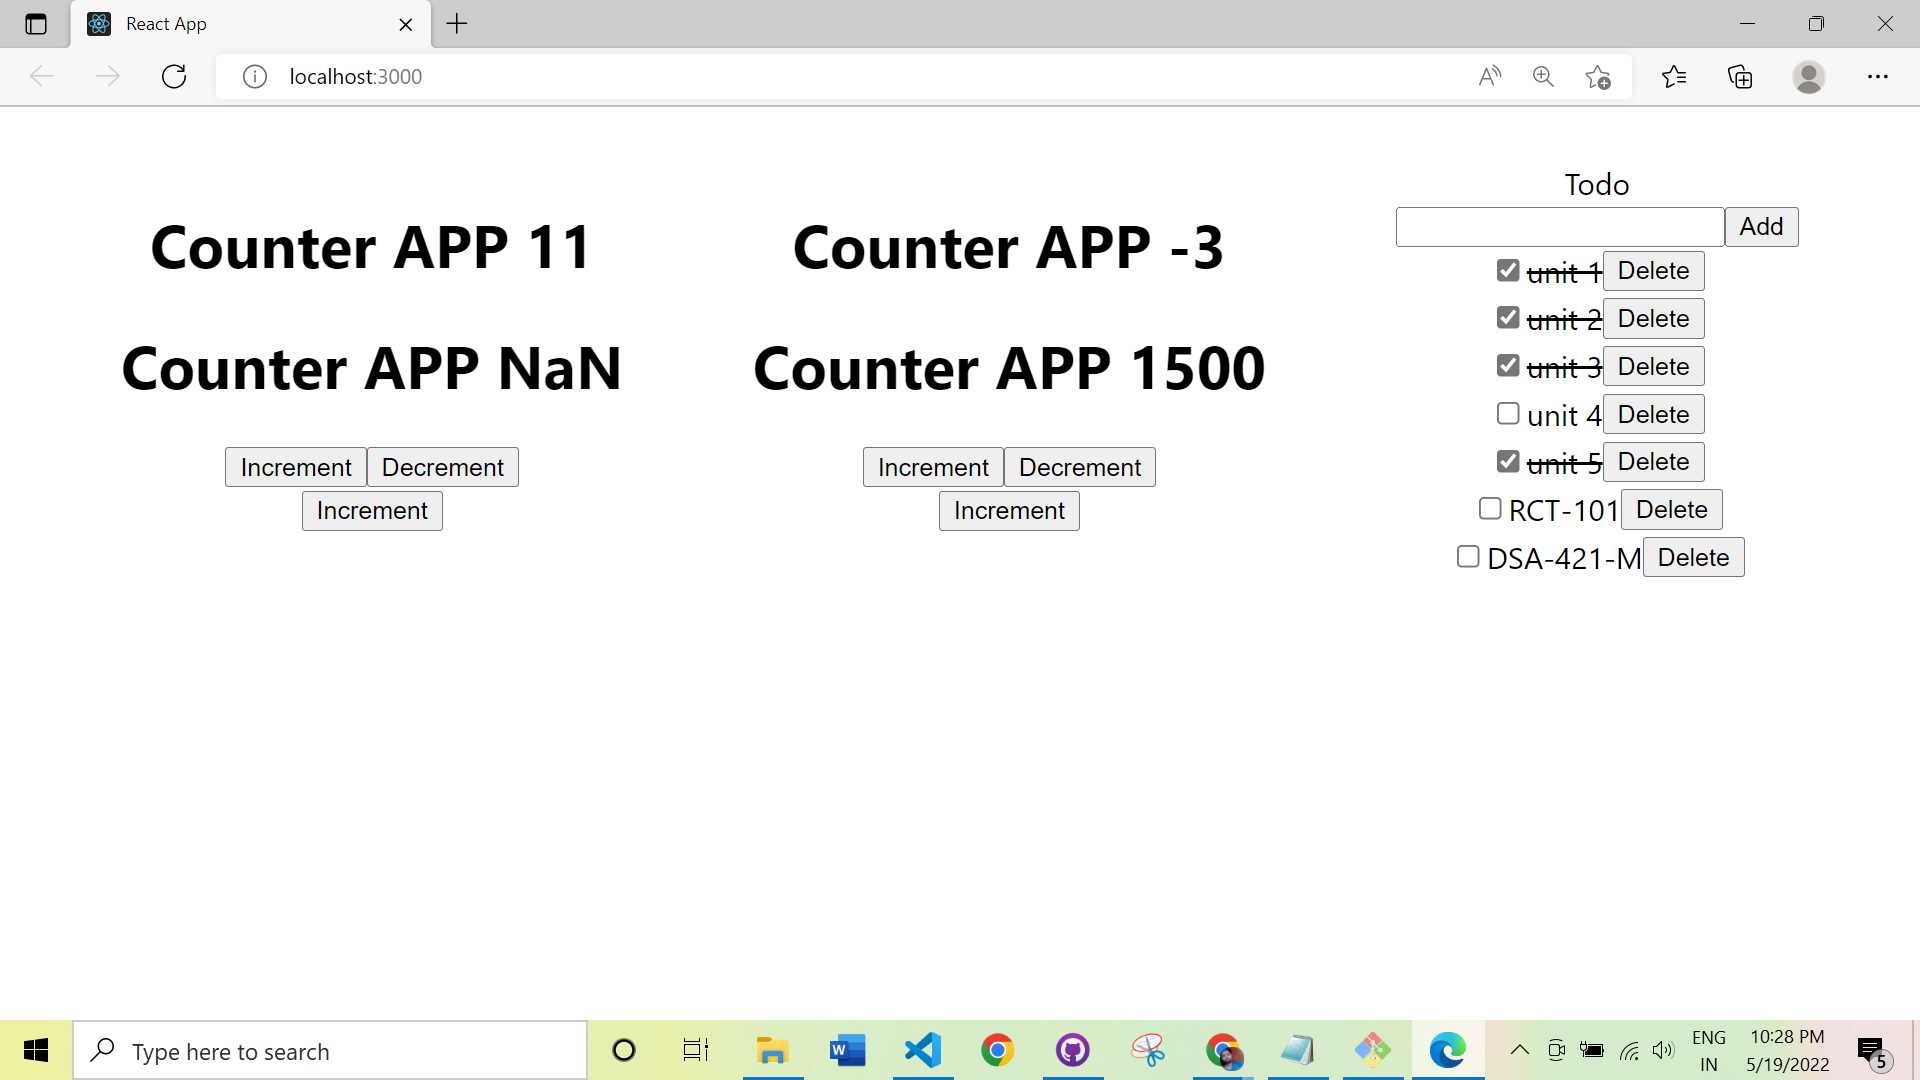 React App
localhost:3000
Counter APP 11
Counter APP NaN
Increment Decrement
Increment
Counter APP -3
Counter APP 1500
Increment Decrement
Increment
Todo
Add
unit 1 Delete
unit 2 Delete
unit 3 Delete
unit 4 Delete
unit 5 Delete
RCT-101 Delete
DSA-421-M Delete
Type here to search
W
ENG
IN
10:28 PM
5/19/2022
5